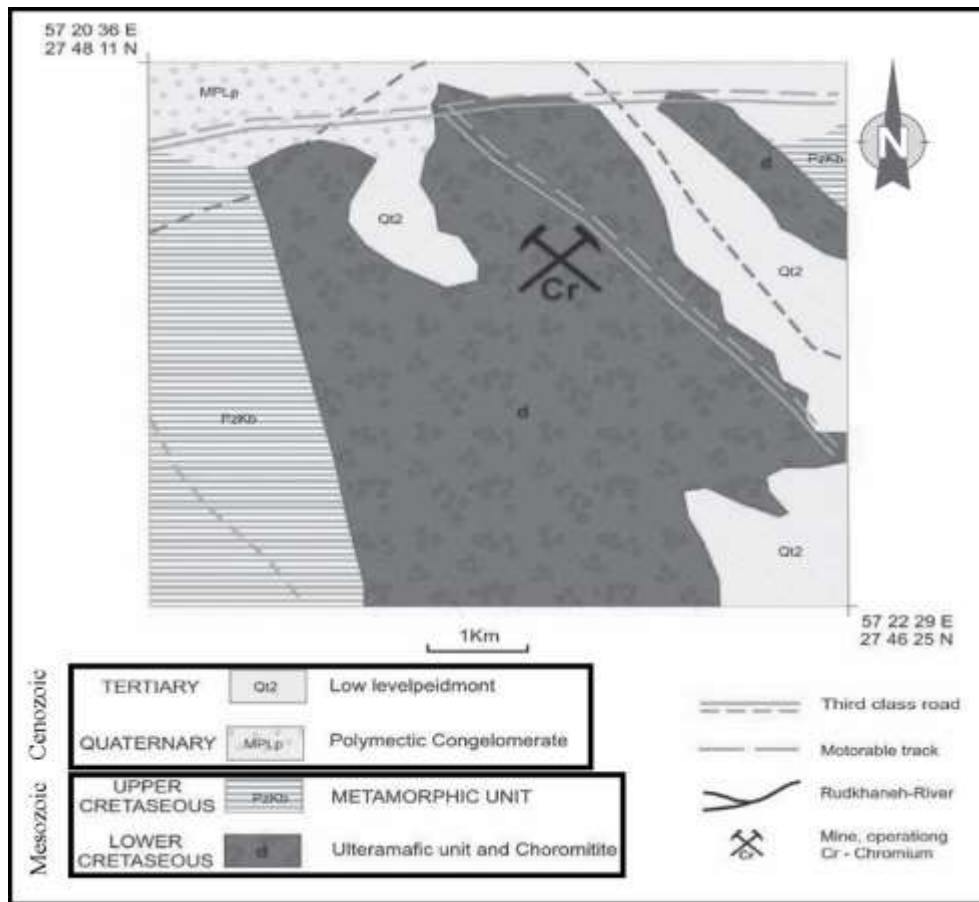 57 20 36 E
27 48 11 N
MPLp
N
PzKb
d
Qt2
Qt2
Cr
PzKb
d
Qt2
57 22 29 E
27 46 25 N
1Km
Cenozoic
TERTIARY Qt2 Low levelpeidmont
QUATERNARY MPLp Polymectic Congelomerate
Mesozoic
UPPER
CRETASEOUS PzKb METAMORPHIC UNIT
LOWER
CRETASEOUS d Ulteramafic unit and Choromitite
Third class road
Motorable track
Rudkhaneh-River
Cr
Mine, operationg
Cr - Chromium